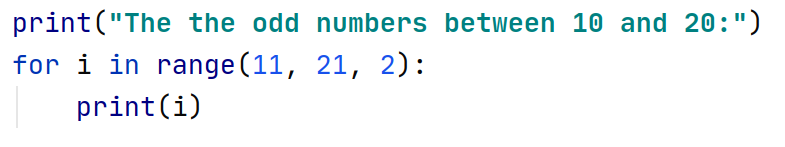 print("The the odd numbers between 10 and 20:")
for i in range(11, 21, 2):
    print(i)